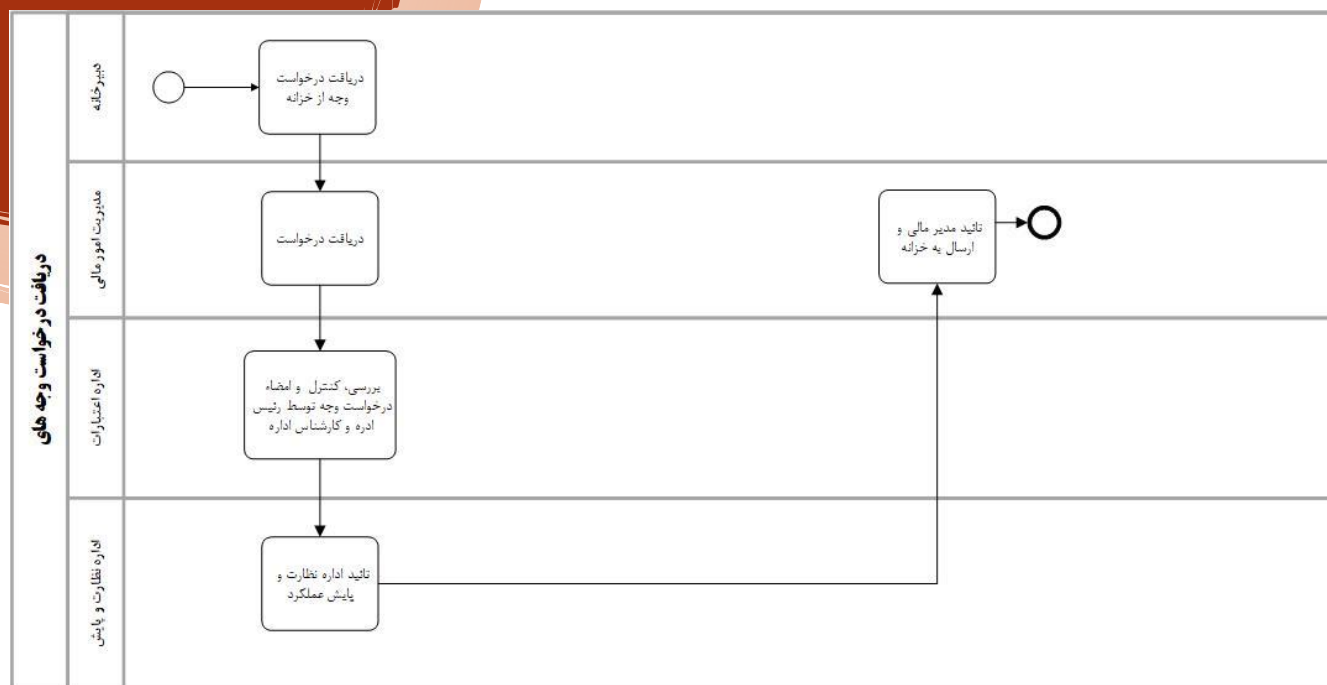 دریافت درخواست وجه های
دبیرخانه
دریافت درخواست
وجه از خزانه
مدیریت امور مالی
دریافت درخواست
تائید مدیر مالی و
ارسال به خزانه
اداره اعتبارات
بررسی، کنترل و امضاء
درخواست وجه توسط رئیس
ادره و کارشناس اداره
اداره نظارت و پایش
تائید اداره نظارت و
پایش عملکرد